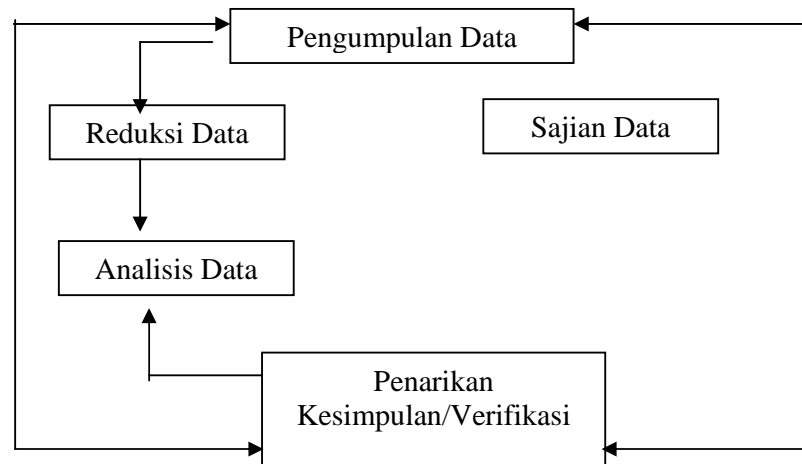 Pengumpulan Data
Reduksi Data
Sajian Data
Analisis Data
Penarikan
Kesimpulan/Verifikasi